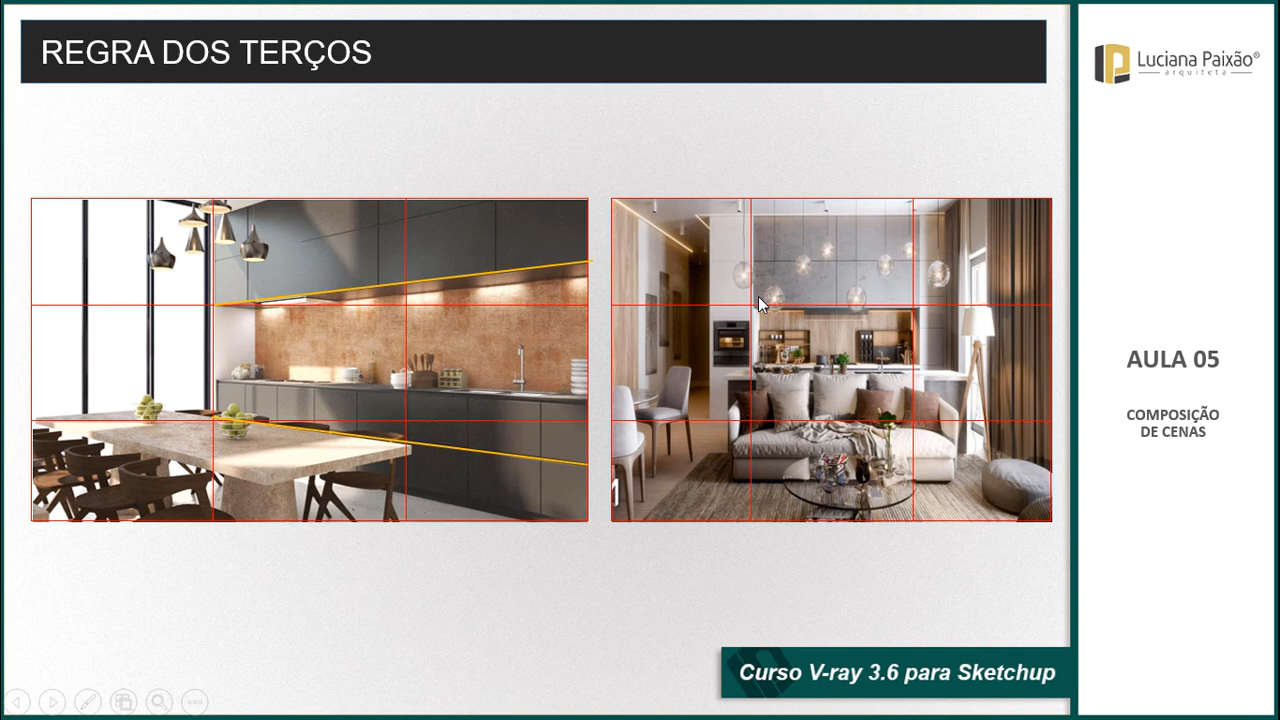 REGRA DOS TERÇOS
Luciana Paixão®
arquiteta
AULA 05
COMPOSIÇÃO
DE CENAS
Curso V-ray 3.6 para Sketchup